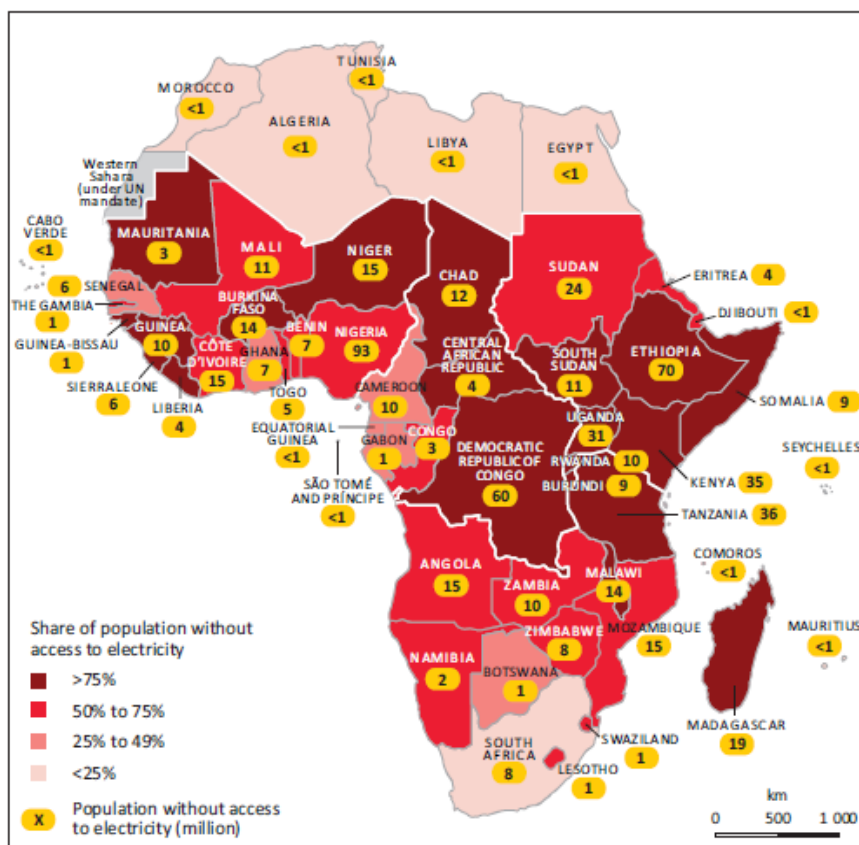 TUNISIA
<1
MOROCCO
<1
ALGERIA
<1
LIBYA
<1
EGYPT
<1
Western
Sahara
(under UN
mandate)
CABO
VERDE
<1
MAURITANIA
3
MALI
11
NIGER
15
CHAD
12
SUDAN
24
ERITREA 4
DJIBOUTI <1
6
SENEGAL
THE GAMBIA
1
GUINEA-BISSAU
1
GUINEA
10
BURKINA
FASO
14
BENIN
7
NIGERIA
93
CÔTE
D'IVOIRE
15
GHANA
7
SIERRA LEONE
6
LIBERIA
4
TOGO
5
CENTRAL
AFRICAN
REPUBLIC
4
SOUTH
SUDAN
11
ETHIOPIA
70
SOMALIA 9
CAMEROON
10
EQUATORIAL
GUINEA
<1
GABON
1
CONGO
3
SÃO TOMÉ
AND PRÍNCIPE
<1
DEMOCRATIC
REPUBLIC OF
CONGO
60
UGANDA
31
RWANDA 10
BURUNDI 9
KENYA 35
TANZANIA 36
SEYCHELLES
<1
COMOROS
<1
ANGOLA
15
ZAMBIA
10
MALAWI
14
ZIMBABWE
8
MOZAMBIQUE
15
MAURITIUS
<1
NAMIBIA
2
BOTSWANA
1
MADAGASCAR
19
SOUTH
AFRICA
8
SWAZILAND
1
LESOTHO
1
Share of population without
access to electricity
>75%
50% to 75%
25% to 49%
<25%
X Population without access
to electricity (million)
km
0 500 1 000